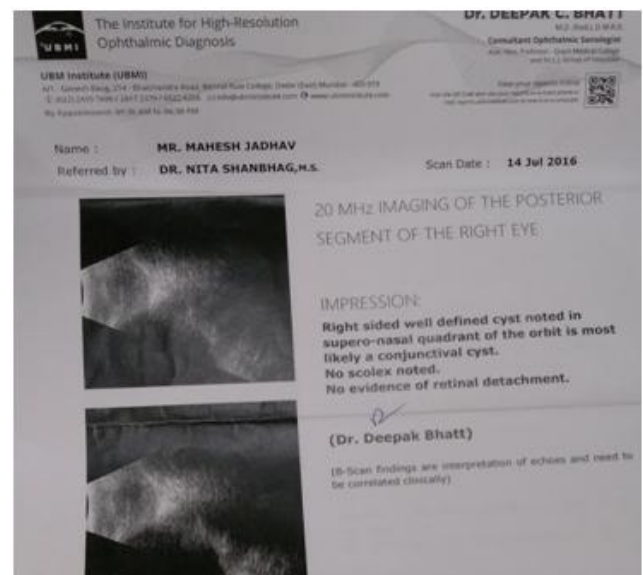 The Institute for High-Resolution
Ophthalmic Diagnosis
UBMI
Dr. DEEPAK C. BHATT
Consultant Ophthalmic Sonologist
UBM Institute (UBMI)
Name : MR. MAHESH JADHAV
Referred by : DR. NITA SHANBHAG,M.S.
Scan Date : 14 Jul 2016
20 MHz IMAGING OF THE POSTERIOR
SEGMENT OF THE RIGHT EYE
IMPRESSION:
Right sided well defined cyst noted in
supero-nasal quadrant of the orbit is most
likely a conjunctival cyst.
No scolex noted.
No evidence of retinal detachment.
(Dr. Deepak Bhatt)
(B-Scan findings are interpretation of echoes and need to
be correlated clinically)